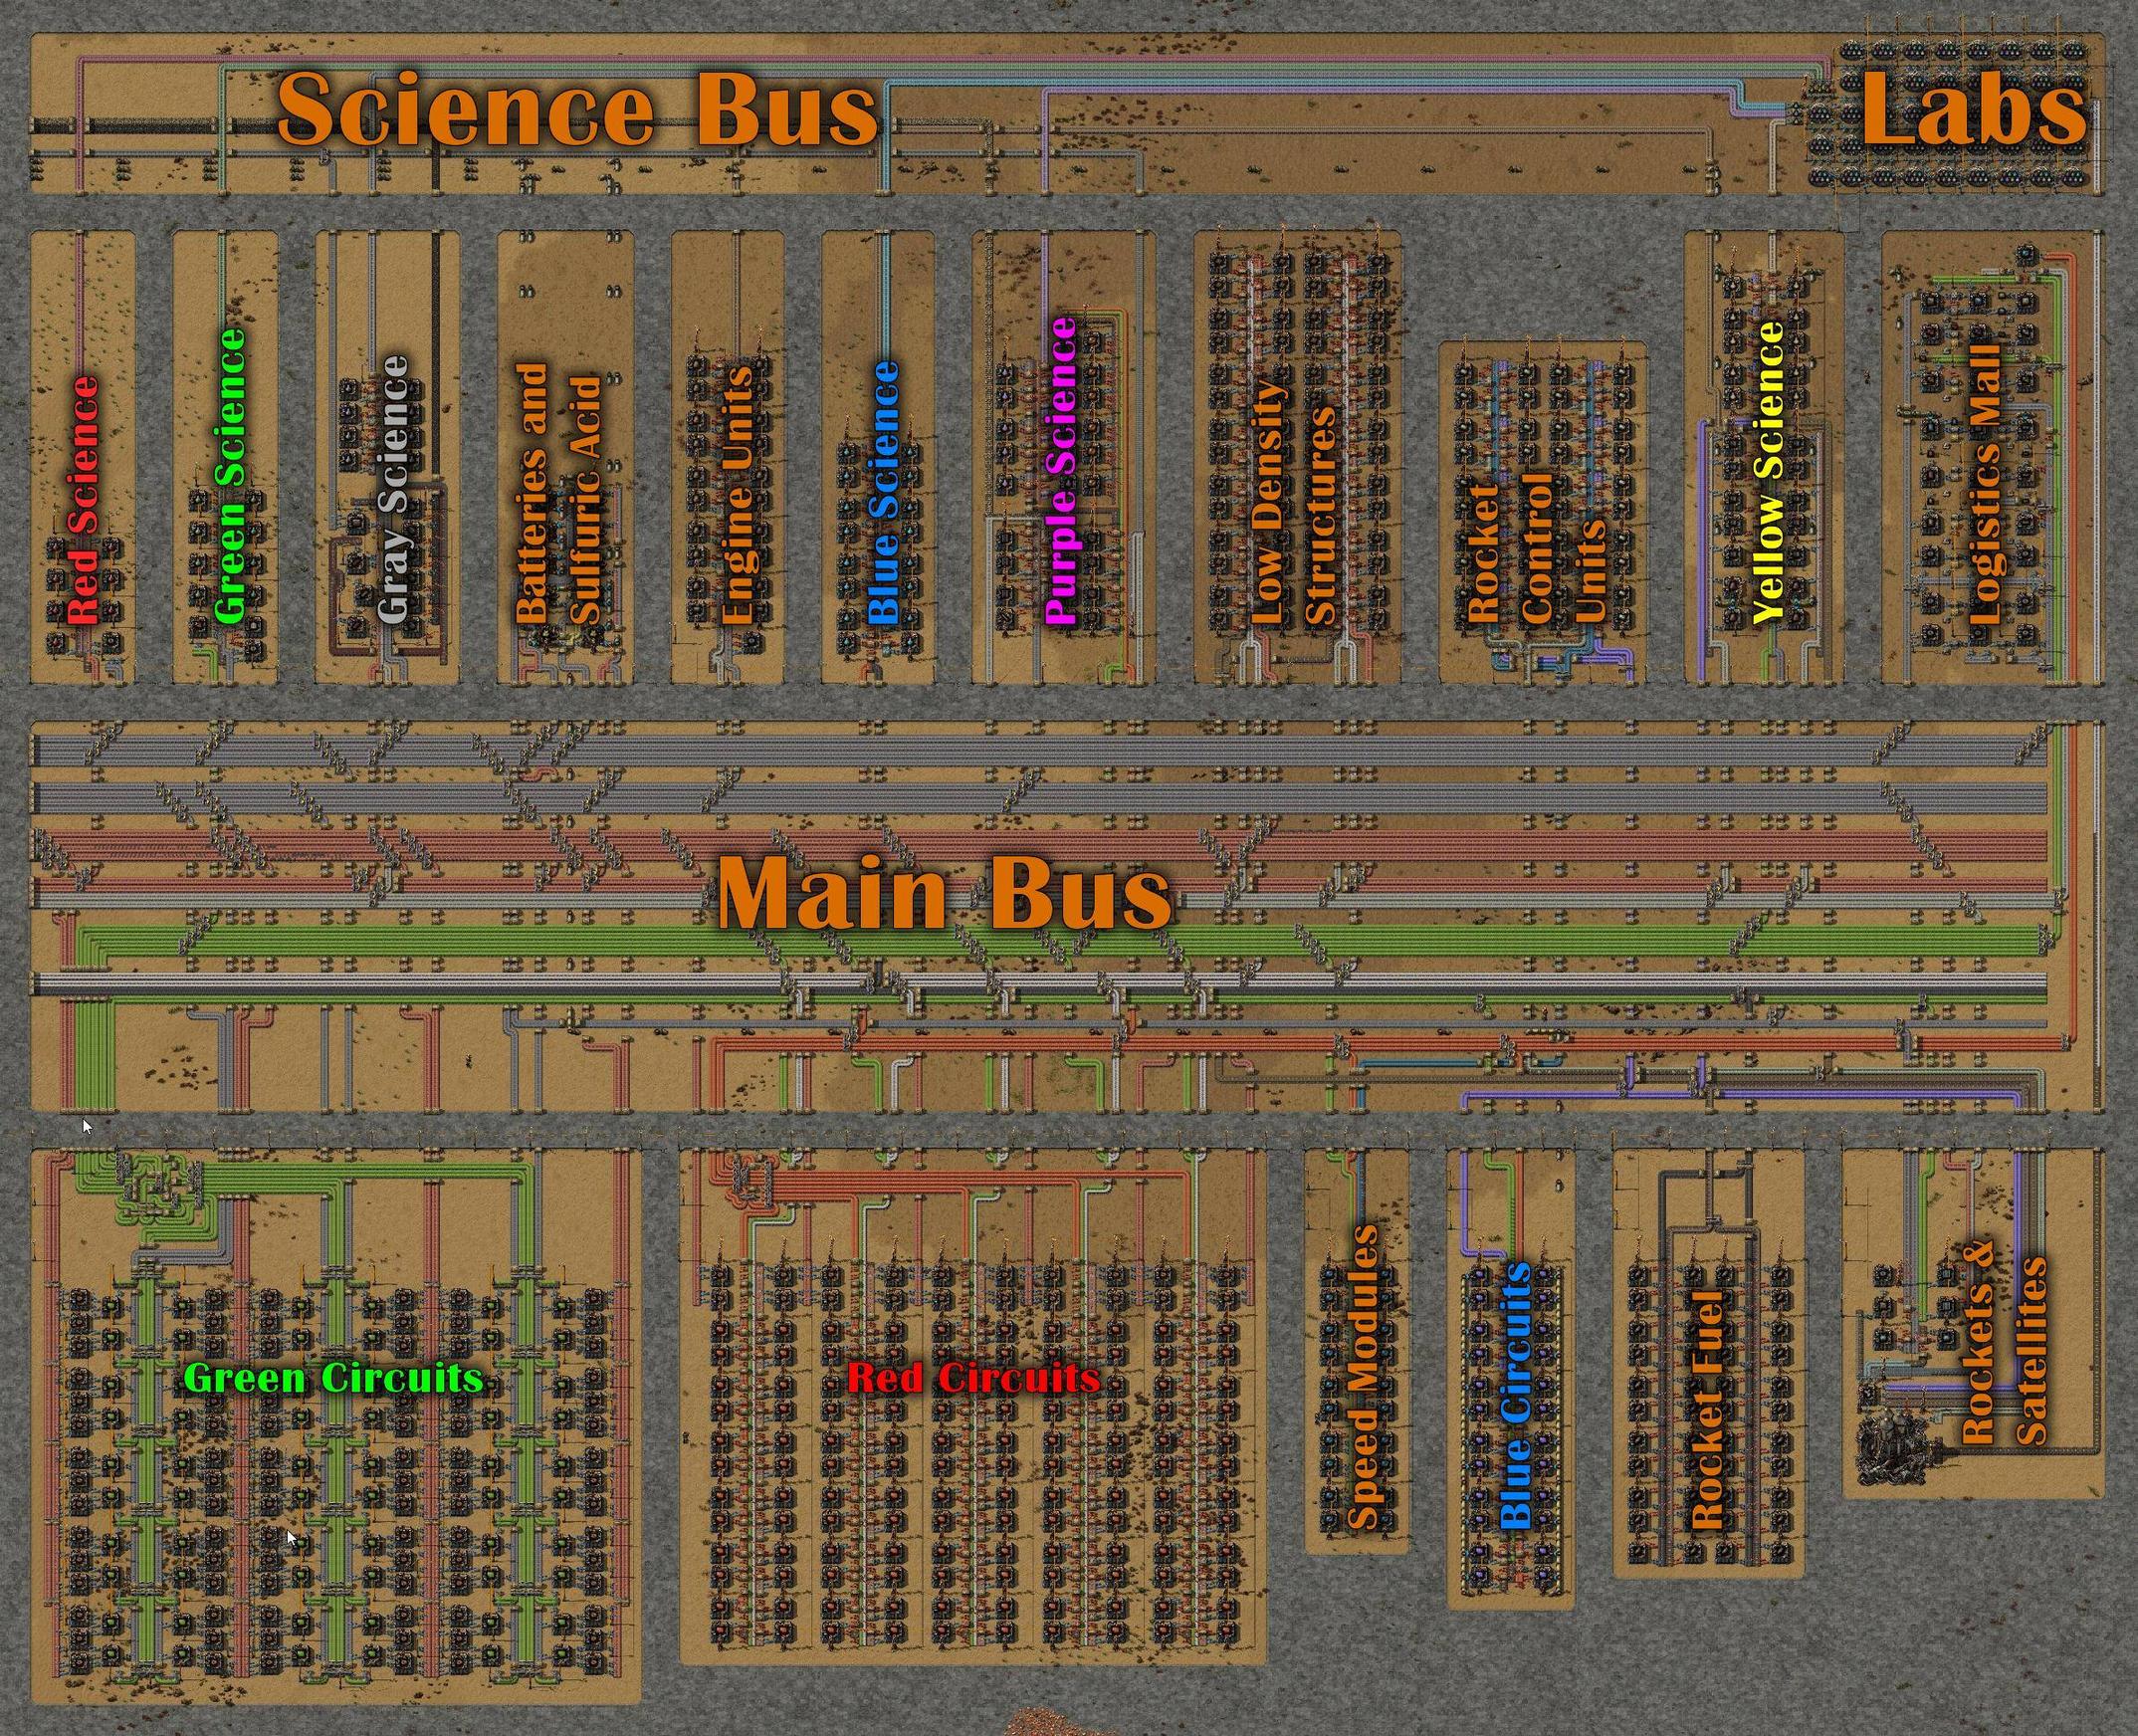 Science Bus
Labs
Red Science
Green Science
Gray Science
Batteries and
Sulfuric Acid
Engine Units
Blue Science
Purple Science
Low Density
Structures
Rocket
Control
Units
Yellow Science
Logistics Mall
Main Bus
Green Circuits
Red Circuits
Speed Modules
Blue Circuits
Rocket Fuel
Rockets &
Satellites